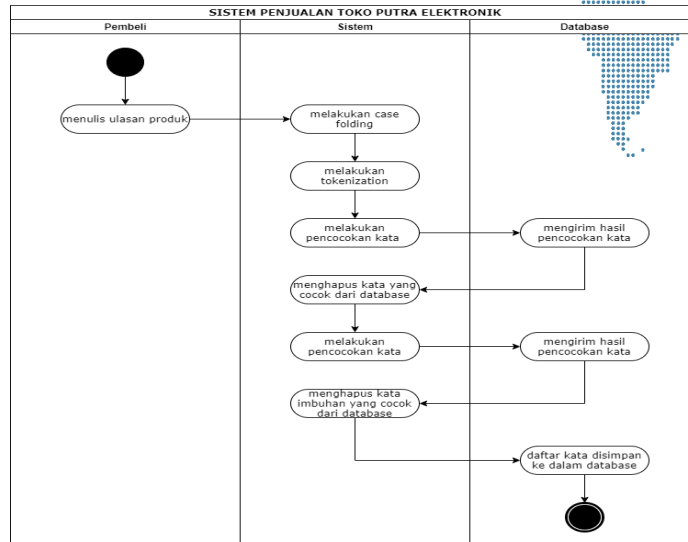 SISTEM PENJUALAN TOKO PUTRA ELEKTRONIK
Pembeli
Sistem
Database
menulis ulasan produk
melakukan case
folding
melakukan
tokenization
melakukan
pencocokan kata
mengirim hasil
pencocokan kata
menghapus kata yang
cocok dari database
melakukan
pencocokan kata
mengirim hasil
pencocokan kata
menghapus kata
imbuhan yang cocok
dari database
daftar kata disimpan
ke dalam database